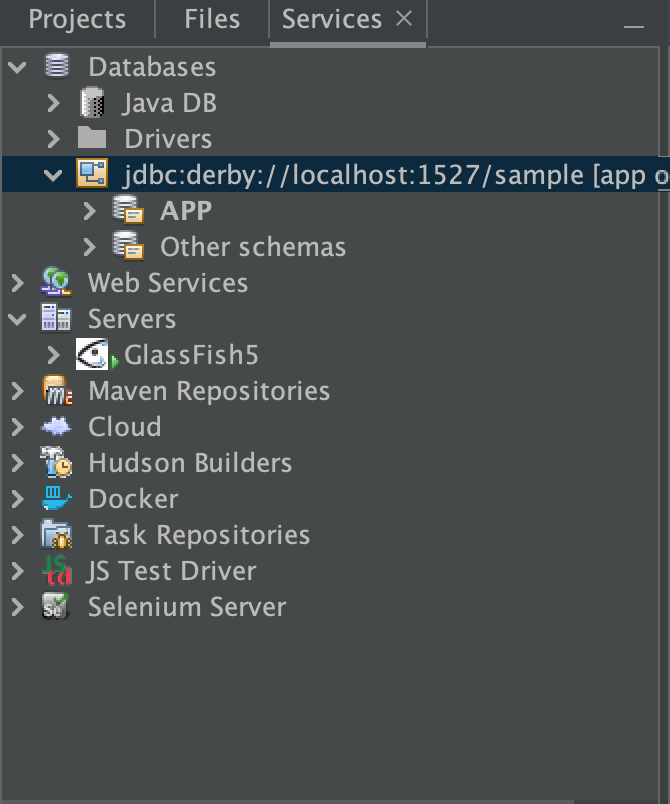 Projects Files Services
Databases
Java DB
Drivers
jdbc:derby://localhost:1527/sample [app o
APP
Other schemas
Web Services
Servers
GlassFish5
Maven Repositories
Cloud
Hudson Builders
Docker
Task Repositories
JS Test Driver
Selenium Server